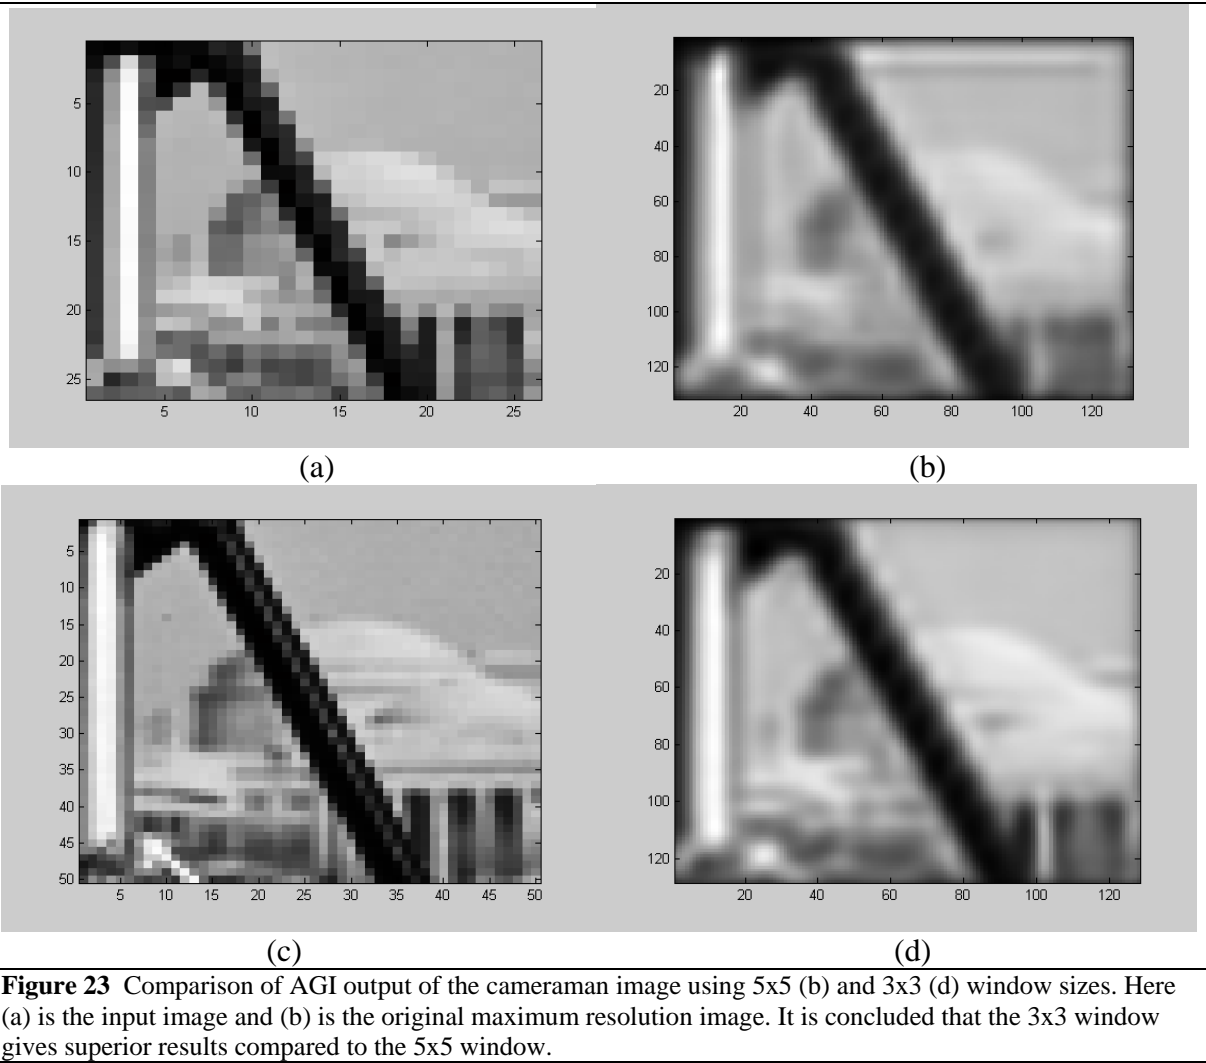 5
10
15
20
25
5 10 15 20 25
(a)
20
40
60
80
100
120
20 40 60 80 100 120
(b)
5
10
15
20
25
30
35
40
45
50
5 10 15 20 25 30 35 40 45 50
(c)
20
40
60
80
100
120
20 40 60 80 100 120
(d)
Figure 23 Comparison of AGI output of the cameraman image using 5x5 (b) and 3x3 (d) window sizes. Here
(a) is the input image and (b) is the original maximum resolution image. It is concluded that the 3x3 window
gives superior results compared to the 5x5 window.